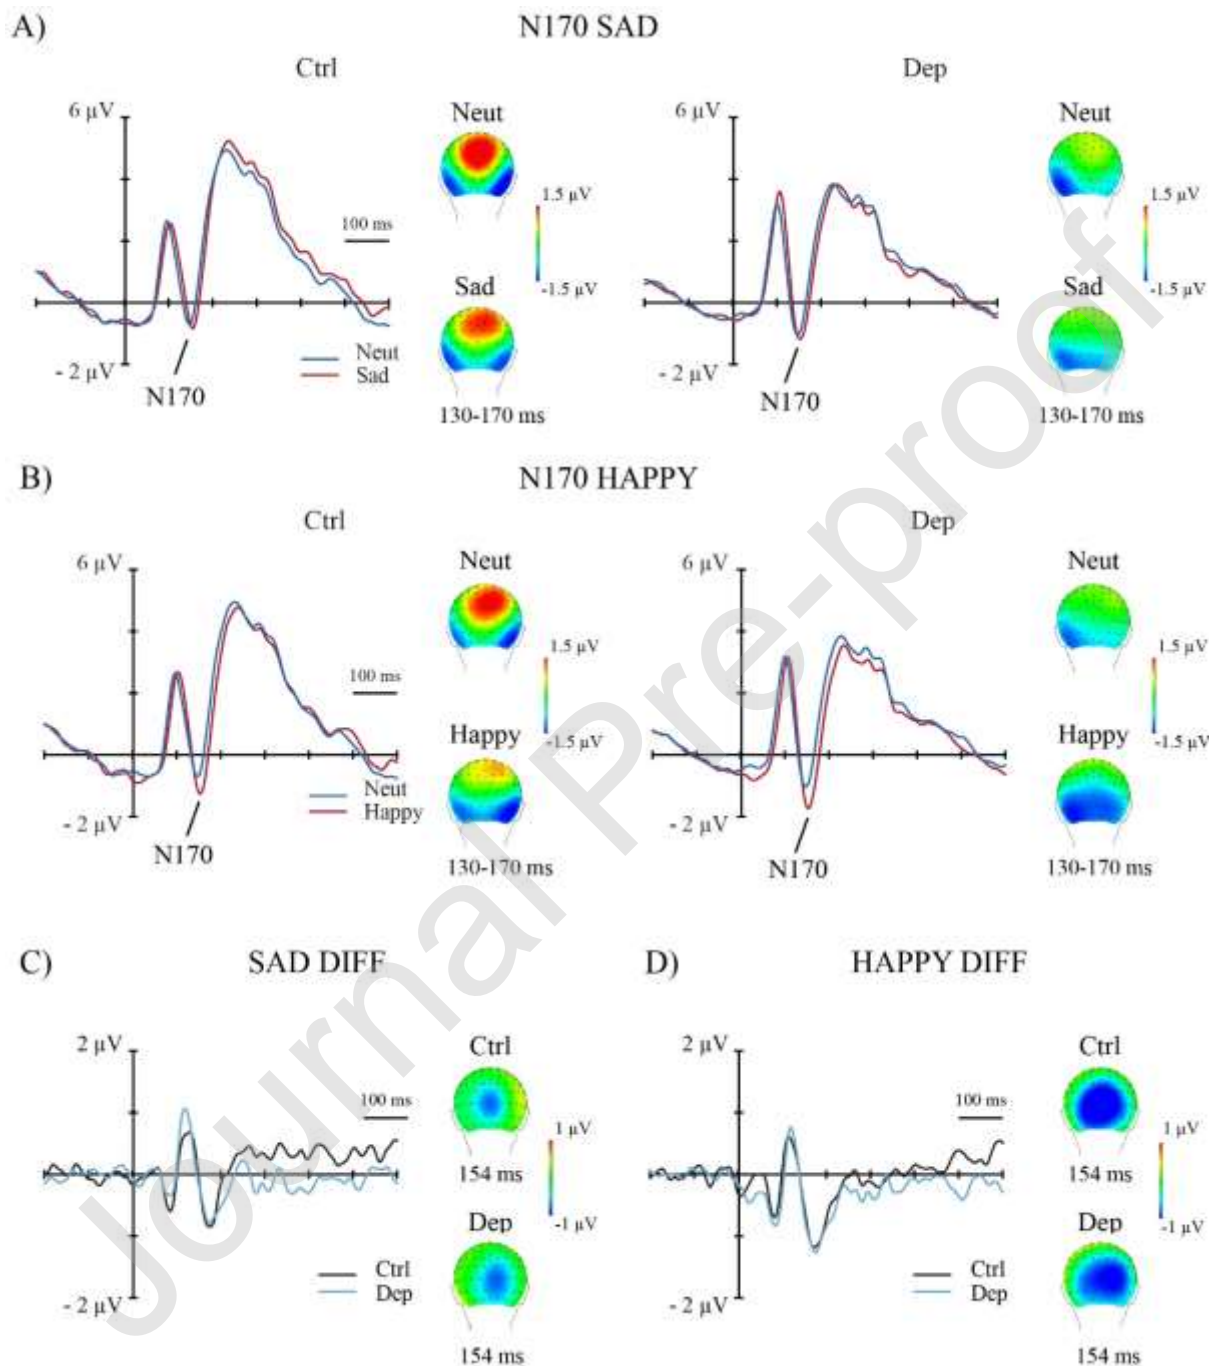 A) N170 SAD
Ctrl Dep
6 µV Neut 6 µV Neut
1.5 µV 1.5 µV
100 ms
-1.5 µV -1.5 µV
Sad Sad
Neut
Sad
- 2 µV - 2 µV
N170 N170
130-170 ms 130-170 ms
B) N170 HAPPY
Ctrl Dep
6 µV Neut 6 µV Neut
1.5 µV 1.5 µV
100 ms
-1.5 µV -1.5 µV
Happy Happy
Neut
Happy
- 2 µV - 2 µV
N170 N170
130-170 ms 130-170 ms
C) SAD DIFF D) HAPPY DIFF
2 µV Ctrl 2 µV Ctrl
100 ms 100 ms
1 µV 1 µV
154 ms 154 ms
-1 µV -1 µV
Dep Dep
Ctrl Ctrl
Dep Dep
- 2 µV - 2 µV
154 ms 154 ms
Journal Pre-proof